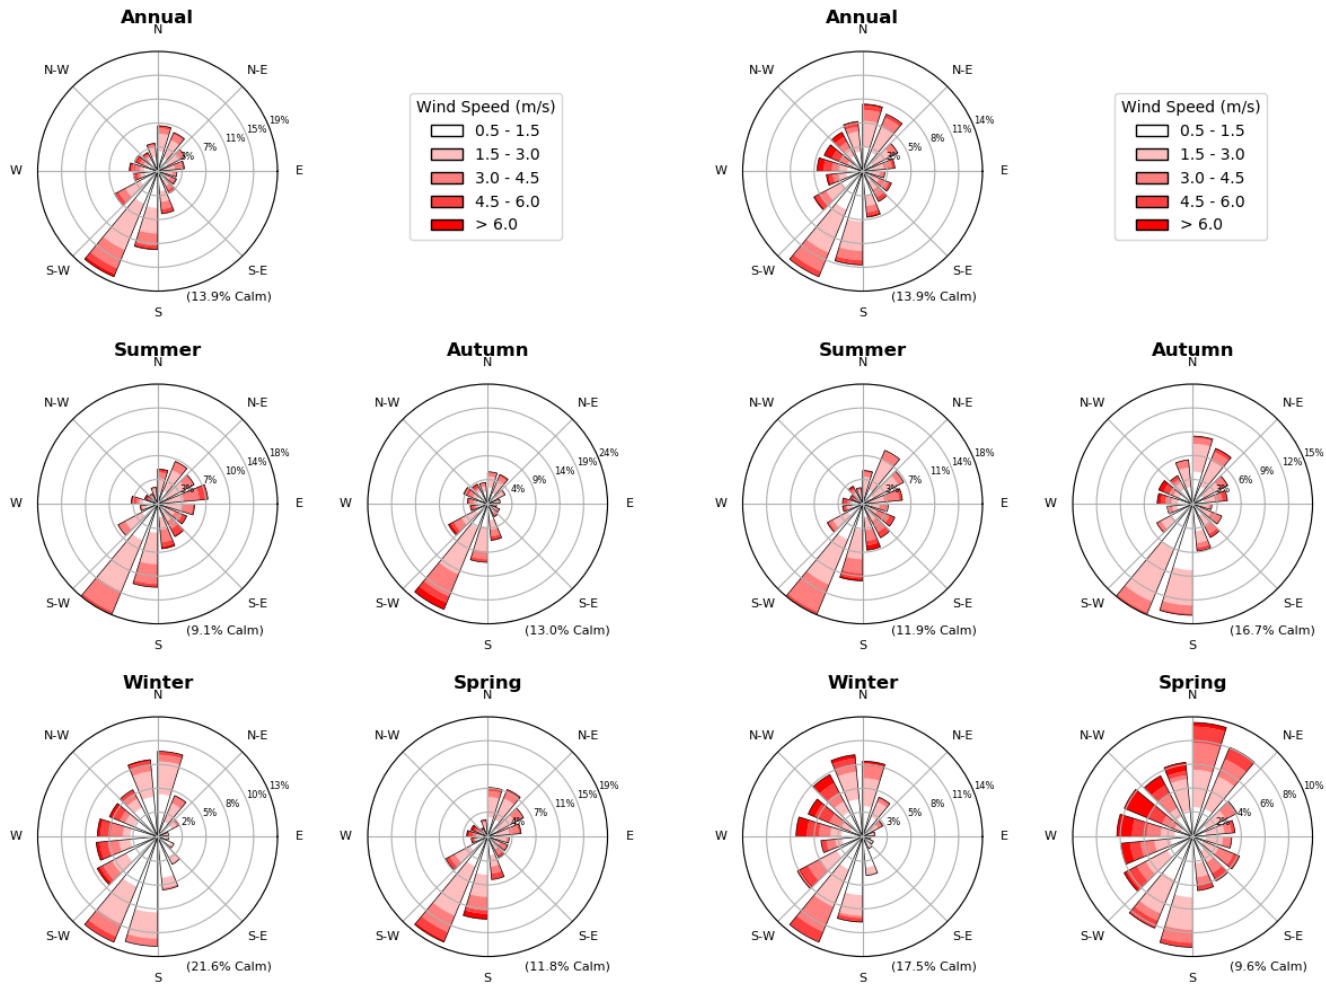 Annual
N
N-W
N-E
3%
7%
11%
15%
19%
W
E
S-W
S-E
(13.9% Calm)
S
Wind Speed (m/s)
0.5 - 1.5
1.5 - 3.0
3.0 - 4.5
4.5 - 6.0
> 6.0
Annual
N
N-W
N-E
3%
5%
8%
11%
14%
W
E
S-W
S-E
(13.9% Calm)
S
Wind Speed (m/s)
0.5 - 1.5
1.5 - 3.0
3.0 - 4.5
4.5 - 6.0
> 6.0
Summer
N
N-W
N-E
3%
7%
10%
14%
18%
W
E
S-W
S-E
(9.1% Calm)
S
Autumn
N
N-W
N-E
4%
9%
14%
19%
24%
W
E
S-W
S-E
(13.0% Calm)
S
Summer
N
N-W
N-E
3%
7%
11%
14%
18%
W
E
S-W
S-E
(11.9% Calm)
S
Autumn
N
N-W
N-E
3%
6%
9%
12%
15%
W
E
S-W
S-E
(16.7% Calm)
S
Winter
N
N-W
N-E
2%
5%
8%
10%
13%
W
E
S-W
S-E
(21.6% Calm)
S
Spring
N
N-W
N-E
4%
7%
11%
15%
19%
W
E
S-W
S-E
(11.8% Calm)
S
Winter
N
N-W
N-E
3%
5%
8%
11%
14%
W
E
S-W
S-E
(17.5% Calm)
S
Spring
N
N-W
N-E
2%
4%
6%
8%
10%
W
E
S-W
S-E
(9.6% Calm)
S